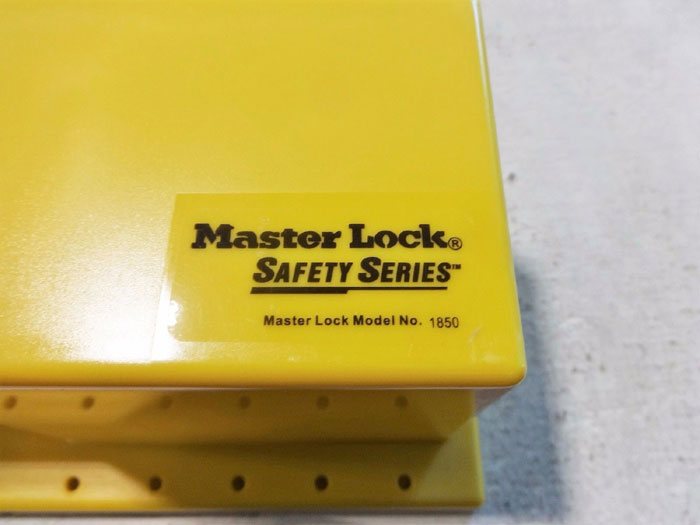 Master Lock®
SAFETY SERIES™
Master Lock Model No. 1850